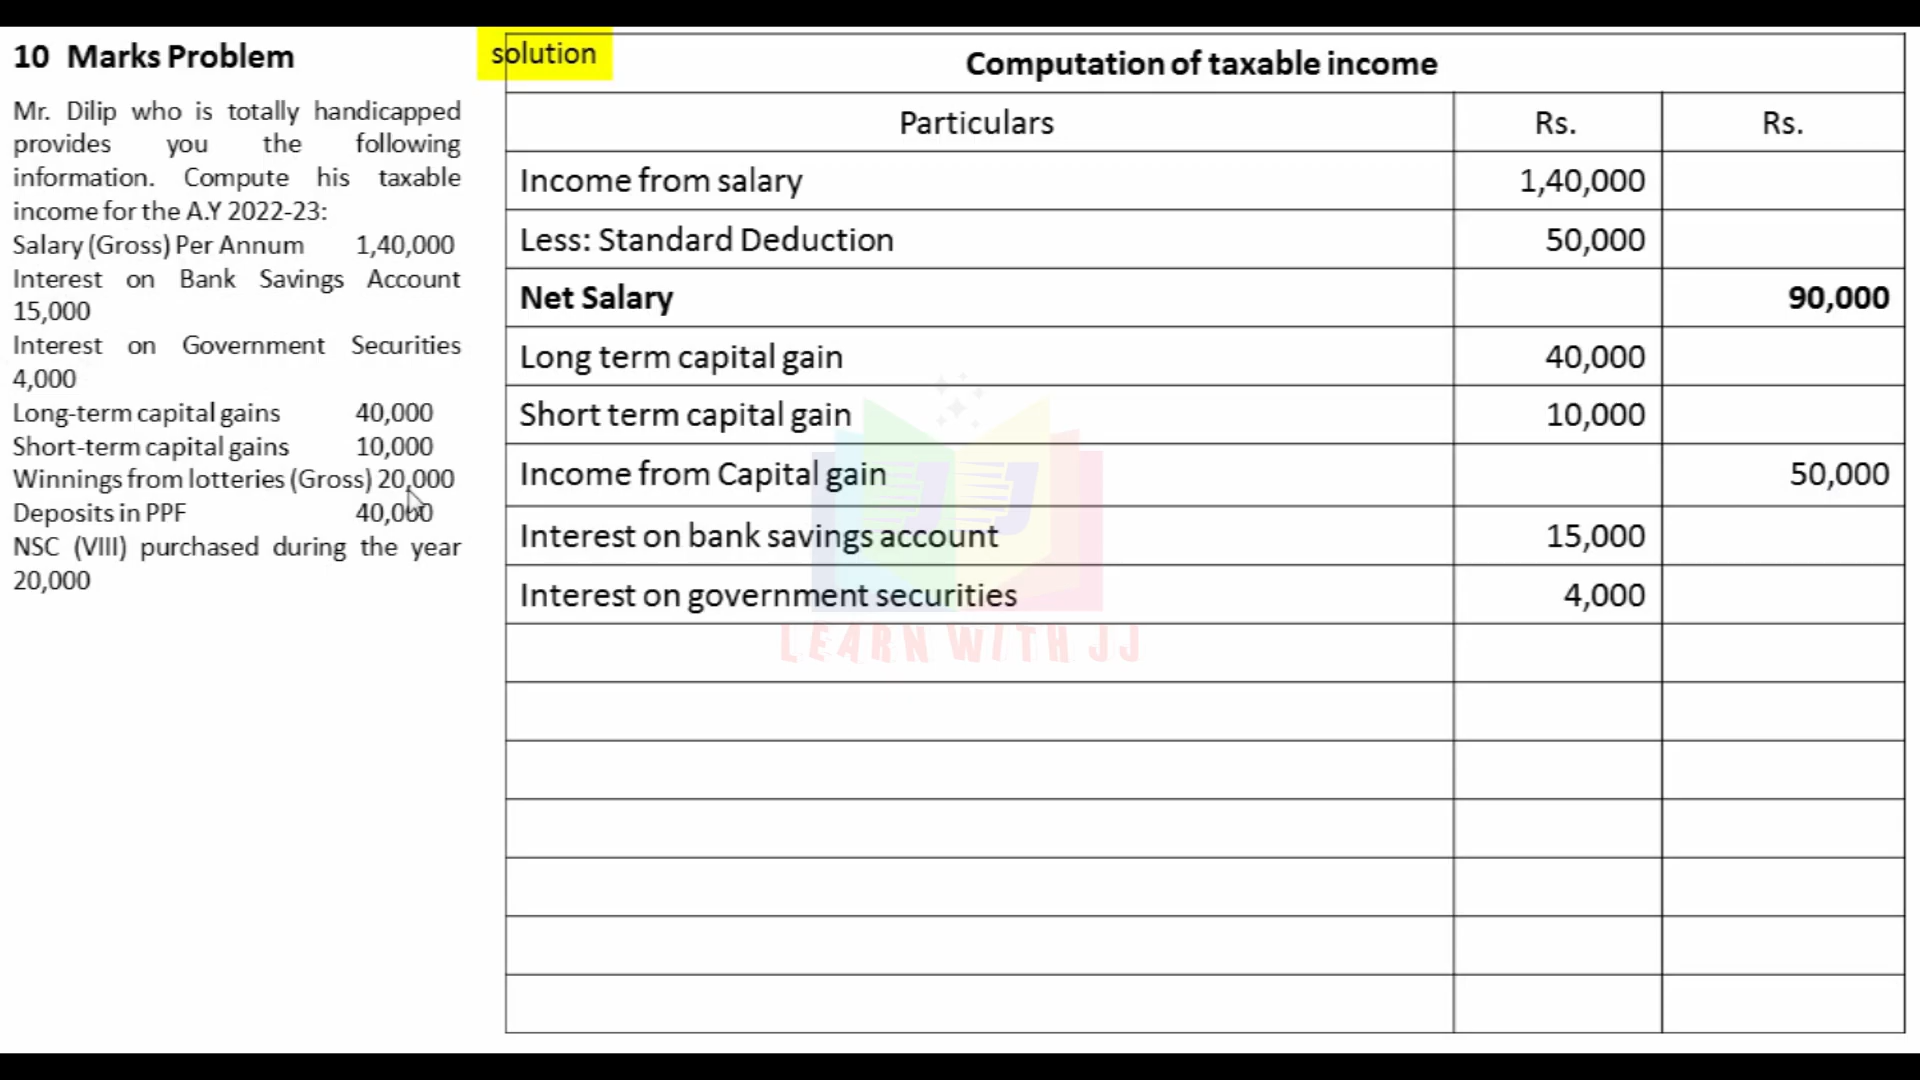 10 Marks Problem
Mr. Dilip who is totally handicapped
provides you the following
information. Compute his taxable
income for the A.Y 2022-23:
Salary (Gross) Per Annum 1,40,000
Interest on Bank Savings Account
15,000
Interest on Government Securities
4,000
Long-term capital gains 40,000
Short-term capital gains 10,000
Winnings from lotteries (Gross) 20,000
Deposits in PPF 40,000
NSC (VIII) purchased during the year
20,000
solution
Computation of taxable income
Particulars Rs. Rs.
Income from salary 1,40,000
Less: Standard Deduction 50,000
Net Salary 90,000
Long term capital gain 40,000
Short term capital gain 10,000
Income from Capital gain 50,000
Interest on bank savings account 15,000
Interest on government securities 4,000
JJ
LEARN WITH JJ